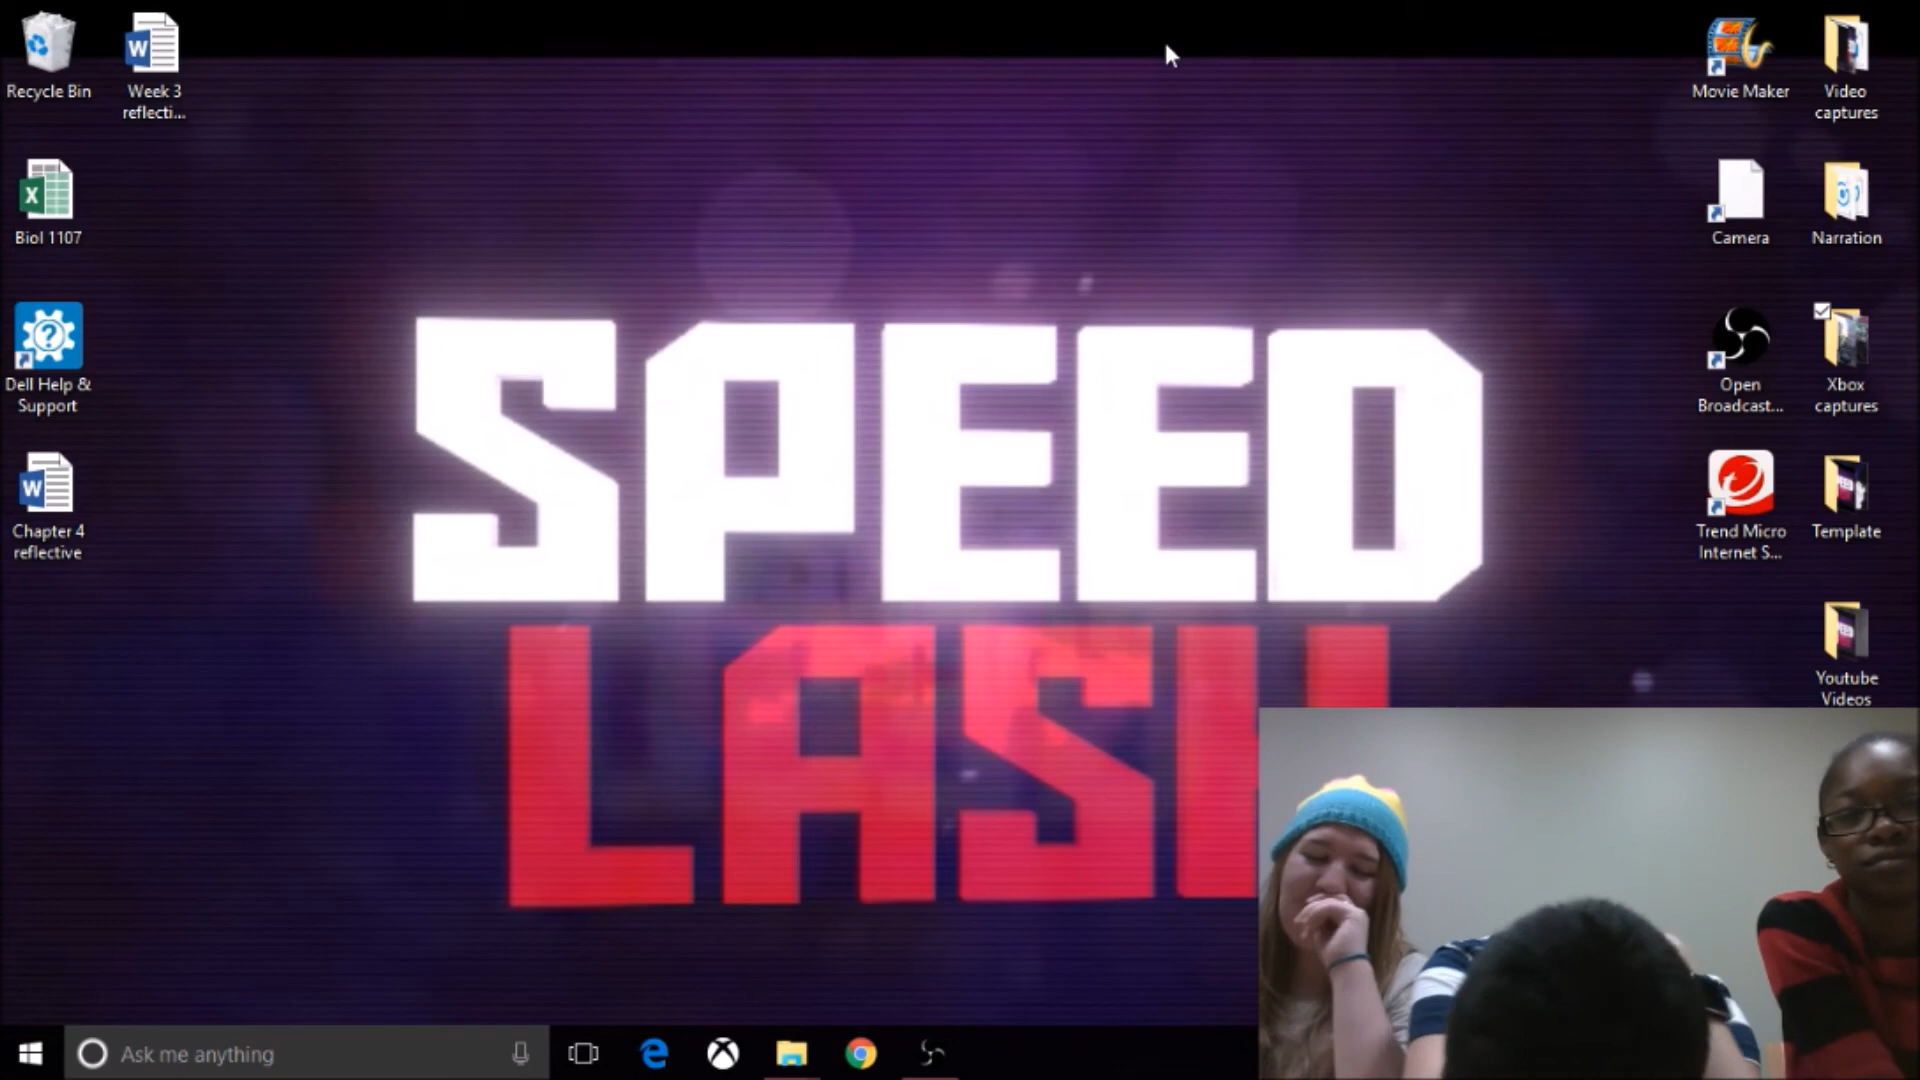 Recycle Bin
Week 3
reflecti...
Biol 1107
Dell Help &
Support
Chapter 4
reflective
SPEED
LASH
Movie Maker
Video
captures
Camera
Narration
Open
Broadcast...
Xbox
captures
Trend Micro
Internet S...
Template
Youtube
Videos
Ask me anything